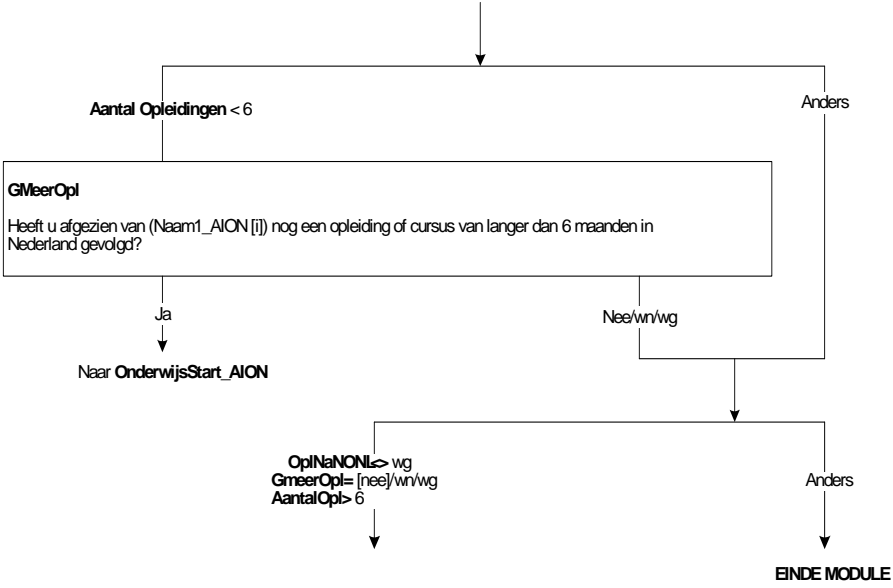 Aantal Opleidingen < 6
Anders
GMeerOpl
Heeft u afgezien van (Naam1_AION [i]) nog een opleiding of cursus van langer dan 6 maanden in
Nederland gevolgd?
Ja
Nee/wn/wg
Naar OnderwijsStart_AION
OplNaNONL<> wg
GmeerOpl= [nee]/wn/wg
AantalOpl> 6
Anders
EINDE MODULE